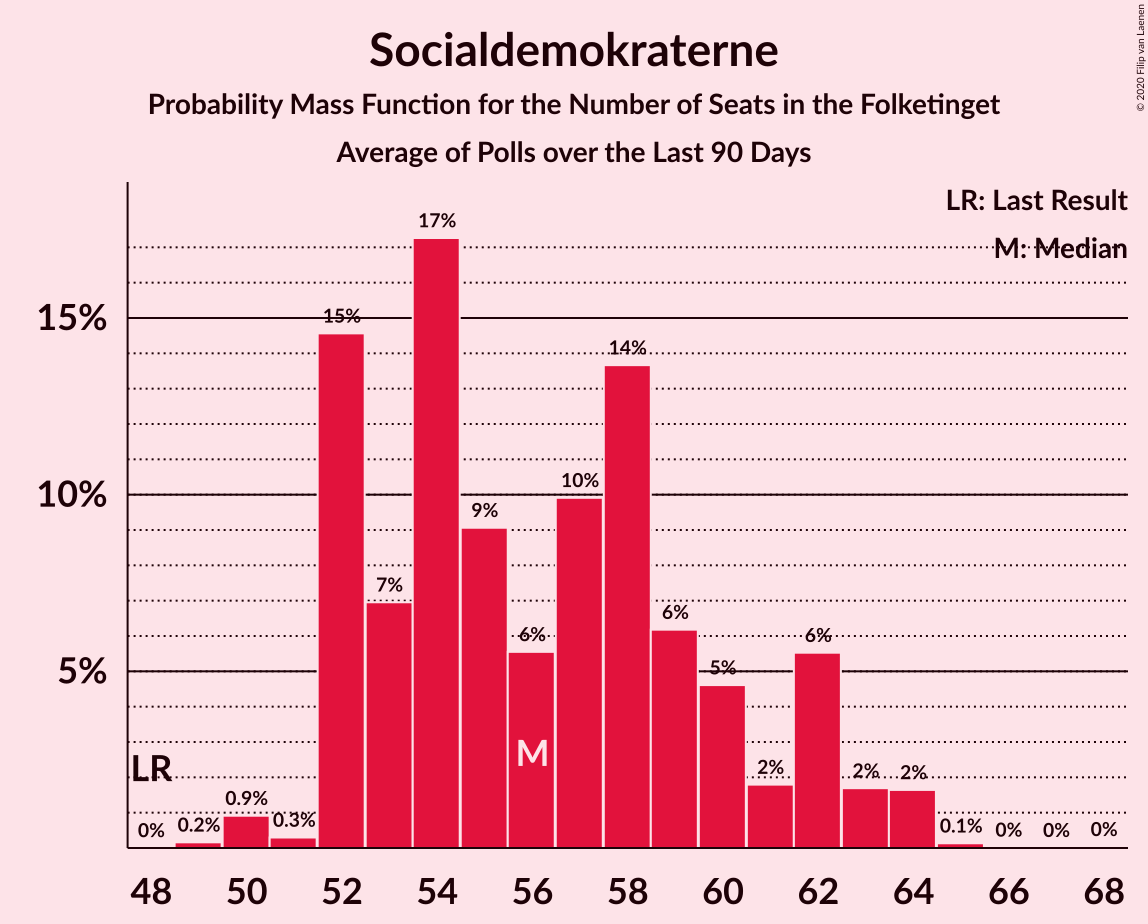 Socialdemokraterne
Probability Mass Function for the Number of Seats in the Folketinget
Average of Polls over the Last 90 Days
© 2020 Filip van Laenen
LR: Last Result
M: Median
15%
10%
5%
LR
M
0%
0.2%
0.9%
0.3%
15%
7%
17%
9%
6%
10%
14%
6%
5%
2%
6%
2%
2%
0.1%
0%
0%
0%
48 50 52 54 56 58 60 62 64 66 68